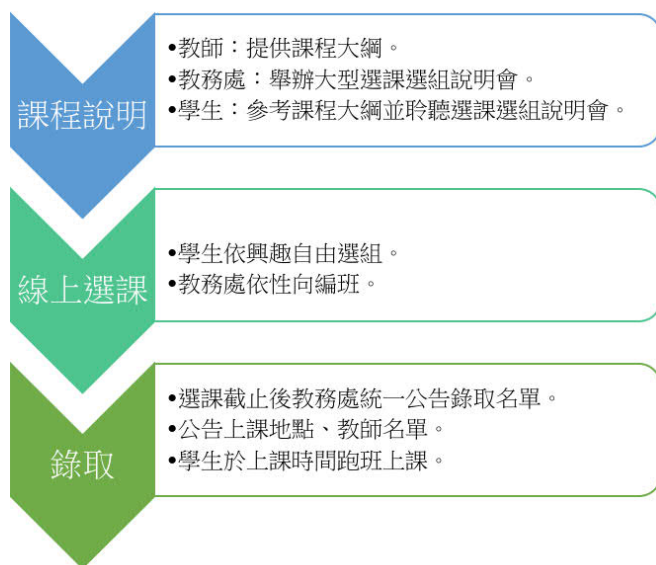 課程說明
•教師：提供課程大綱。
•教務處：舉辦大型選課選組說明會。
•學生：參考課程大綱並聆聽選課選組說明會。
線上選課
•學生依興趣自由選組。
•教務處依性向編班。
錄取
•選課截止後教務處統一公告錄取名單。
•公告上課地點、教師名單。
•學生於上課時間跑班上課。